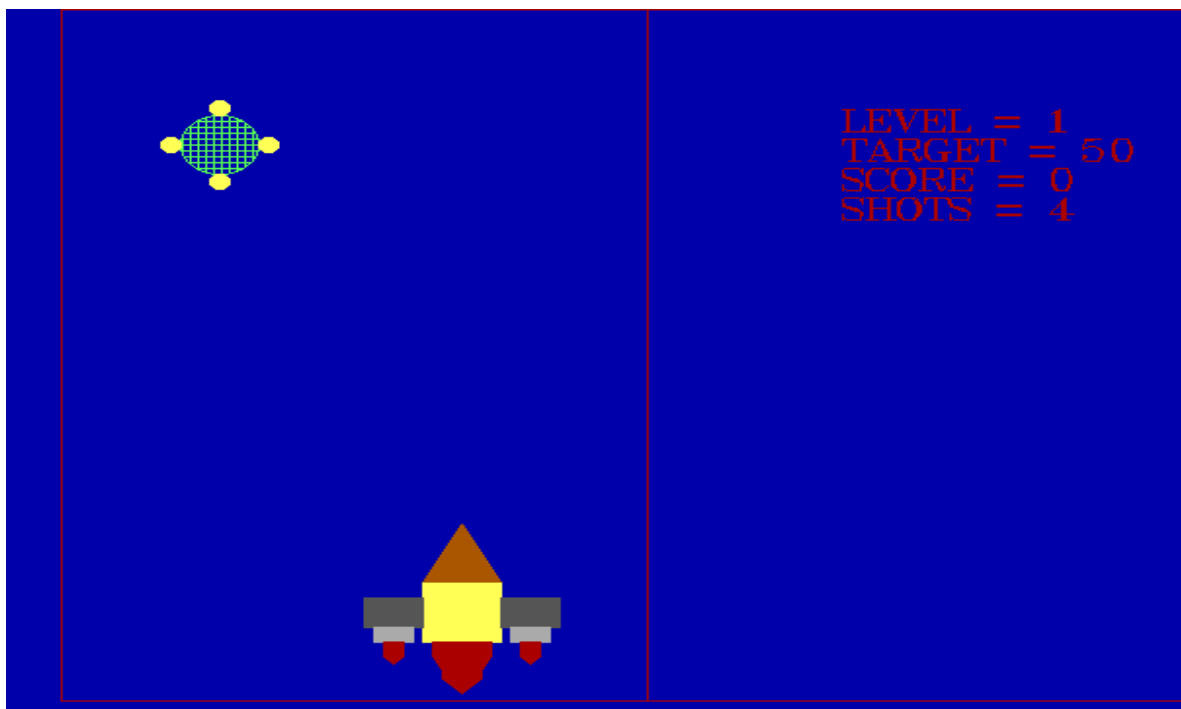 LEVEL = 1
TARGET = 50
SCORE = 0
SHOTS = 4